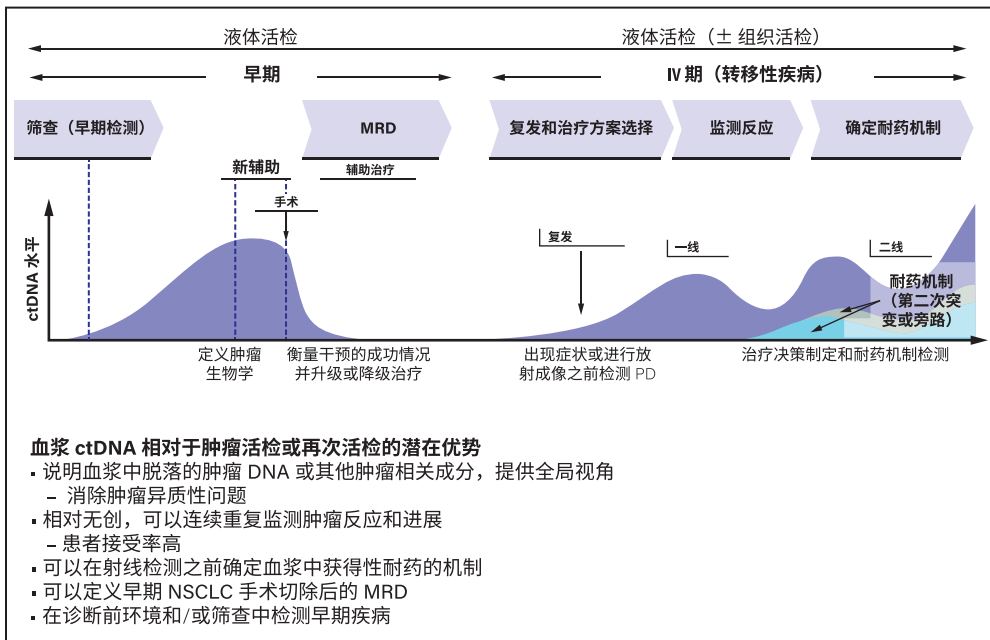 液体活检
液体活检（± 组织活检）
早期
IV 期（转移性疾病）
筛查（早期检测）
MRD
复发和治疗方案选择
监测反应
确定耐药机制
新辅助
辅助治疗
手术
复发
一线
二线
ctDNA 水平
耐药机制
（第二次突
变或旁路）
定义肿瘤
生物学
衡量干预的成功情况
并升级或降级治疗
出现症状或进行放
射成像之前检测 PD
治疗决策制定和耐药机制检测
血浆 ctDNA 相对于肿瘤活检或再次活检的潜在优势
▪ 说明血浆中脱落的肿瘤 DNA 或其他肿瘤相关成分，提供全局视角
– 消除肿瘤异质性问题
▪ 相对无创，可以连续重复监测肿瘤反应和进展
– 患者接受率高
▪ 可以在射线检测之前确定血浆中获得性耐药的机制
▪ 可以定义早期 NSCLC 手术切除后的 MRD
▪ 在诊断前环境和/或筛查中检测早期疾病